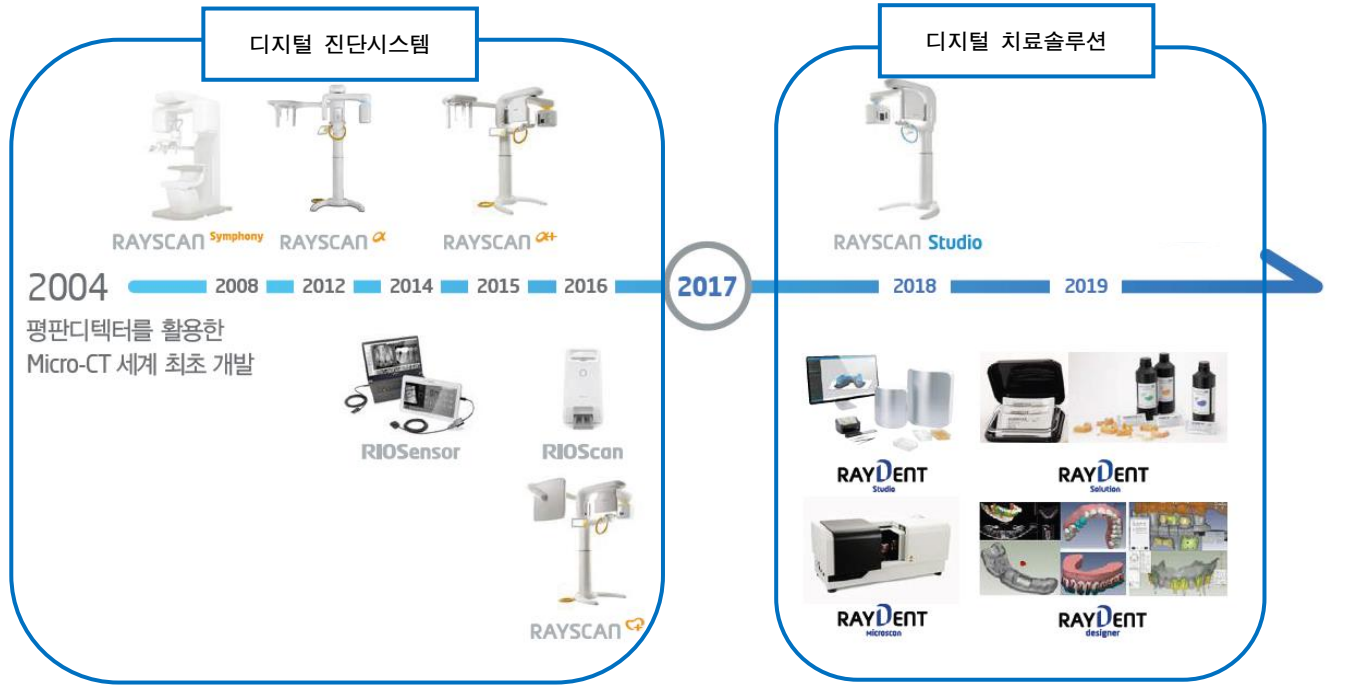 디지털 진단시스템
디지털 치료솔루션
RAYSCAN Symphony
RAYSCAN α
RAYSCAN α+
RAYSCAN Studio
2004
2008
2012
2014
2015
2016
2017
2018
2019
평판디텍터를 활용한
Micro-CT 세계 최초 개발
RIOSensor
RIOScan
RAYSCAN
RAYDENT
Studio
RAYDENT
Solution
RAYDENT
Microscan
RAYDENT
designer